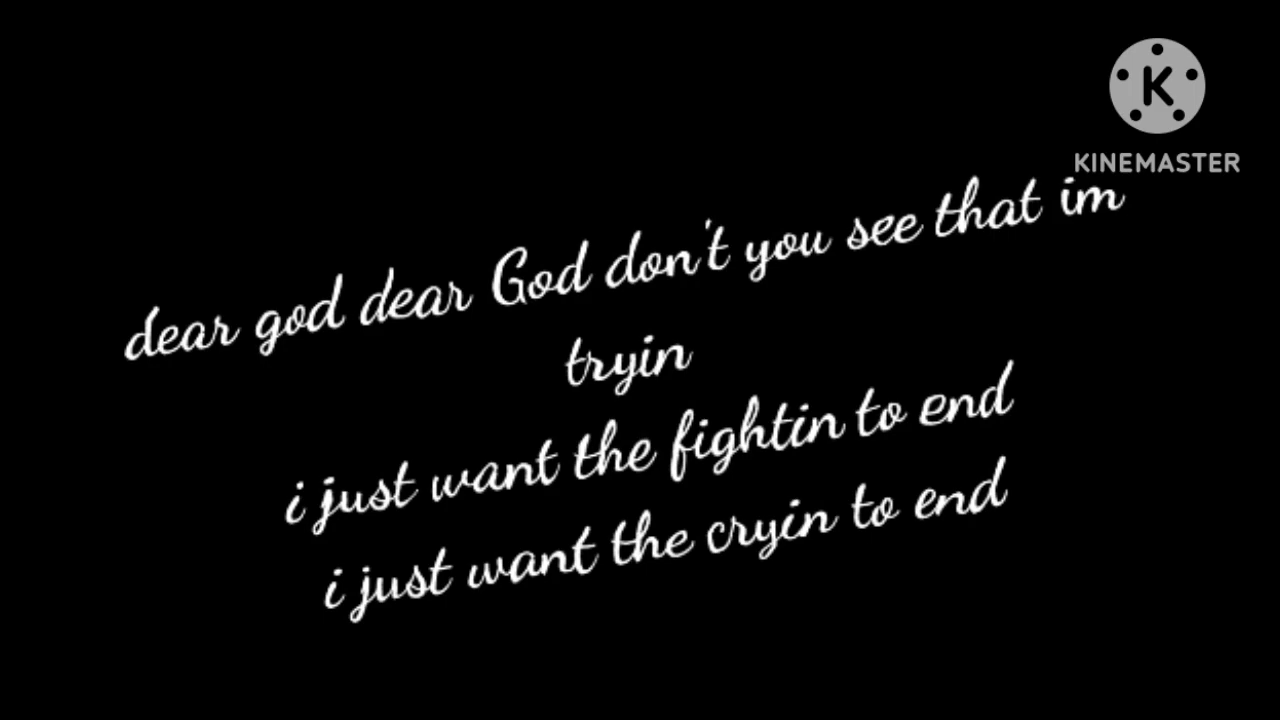 K
KINEMASTER
dear god dear God don't you see that im
tryin
i just want the fightin to end
i just want the cryin to end